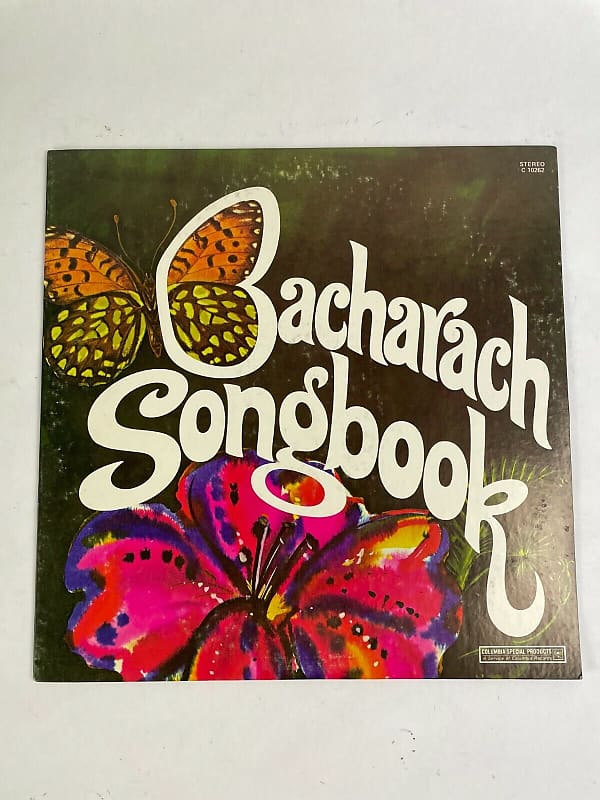 STEREO
C 10262
Bacharach
Songbook
COLUMBIA SPECIAL PRODUCTS
A Service of Columbia Records